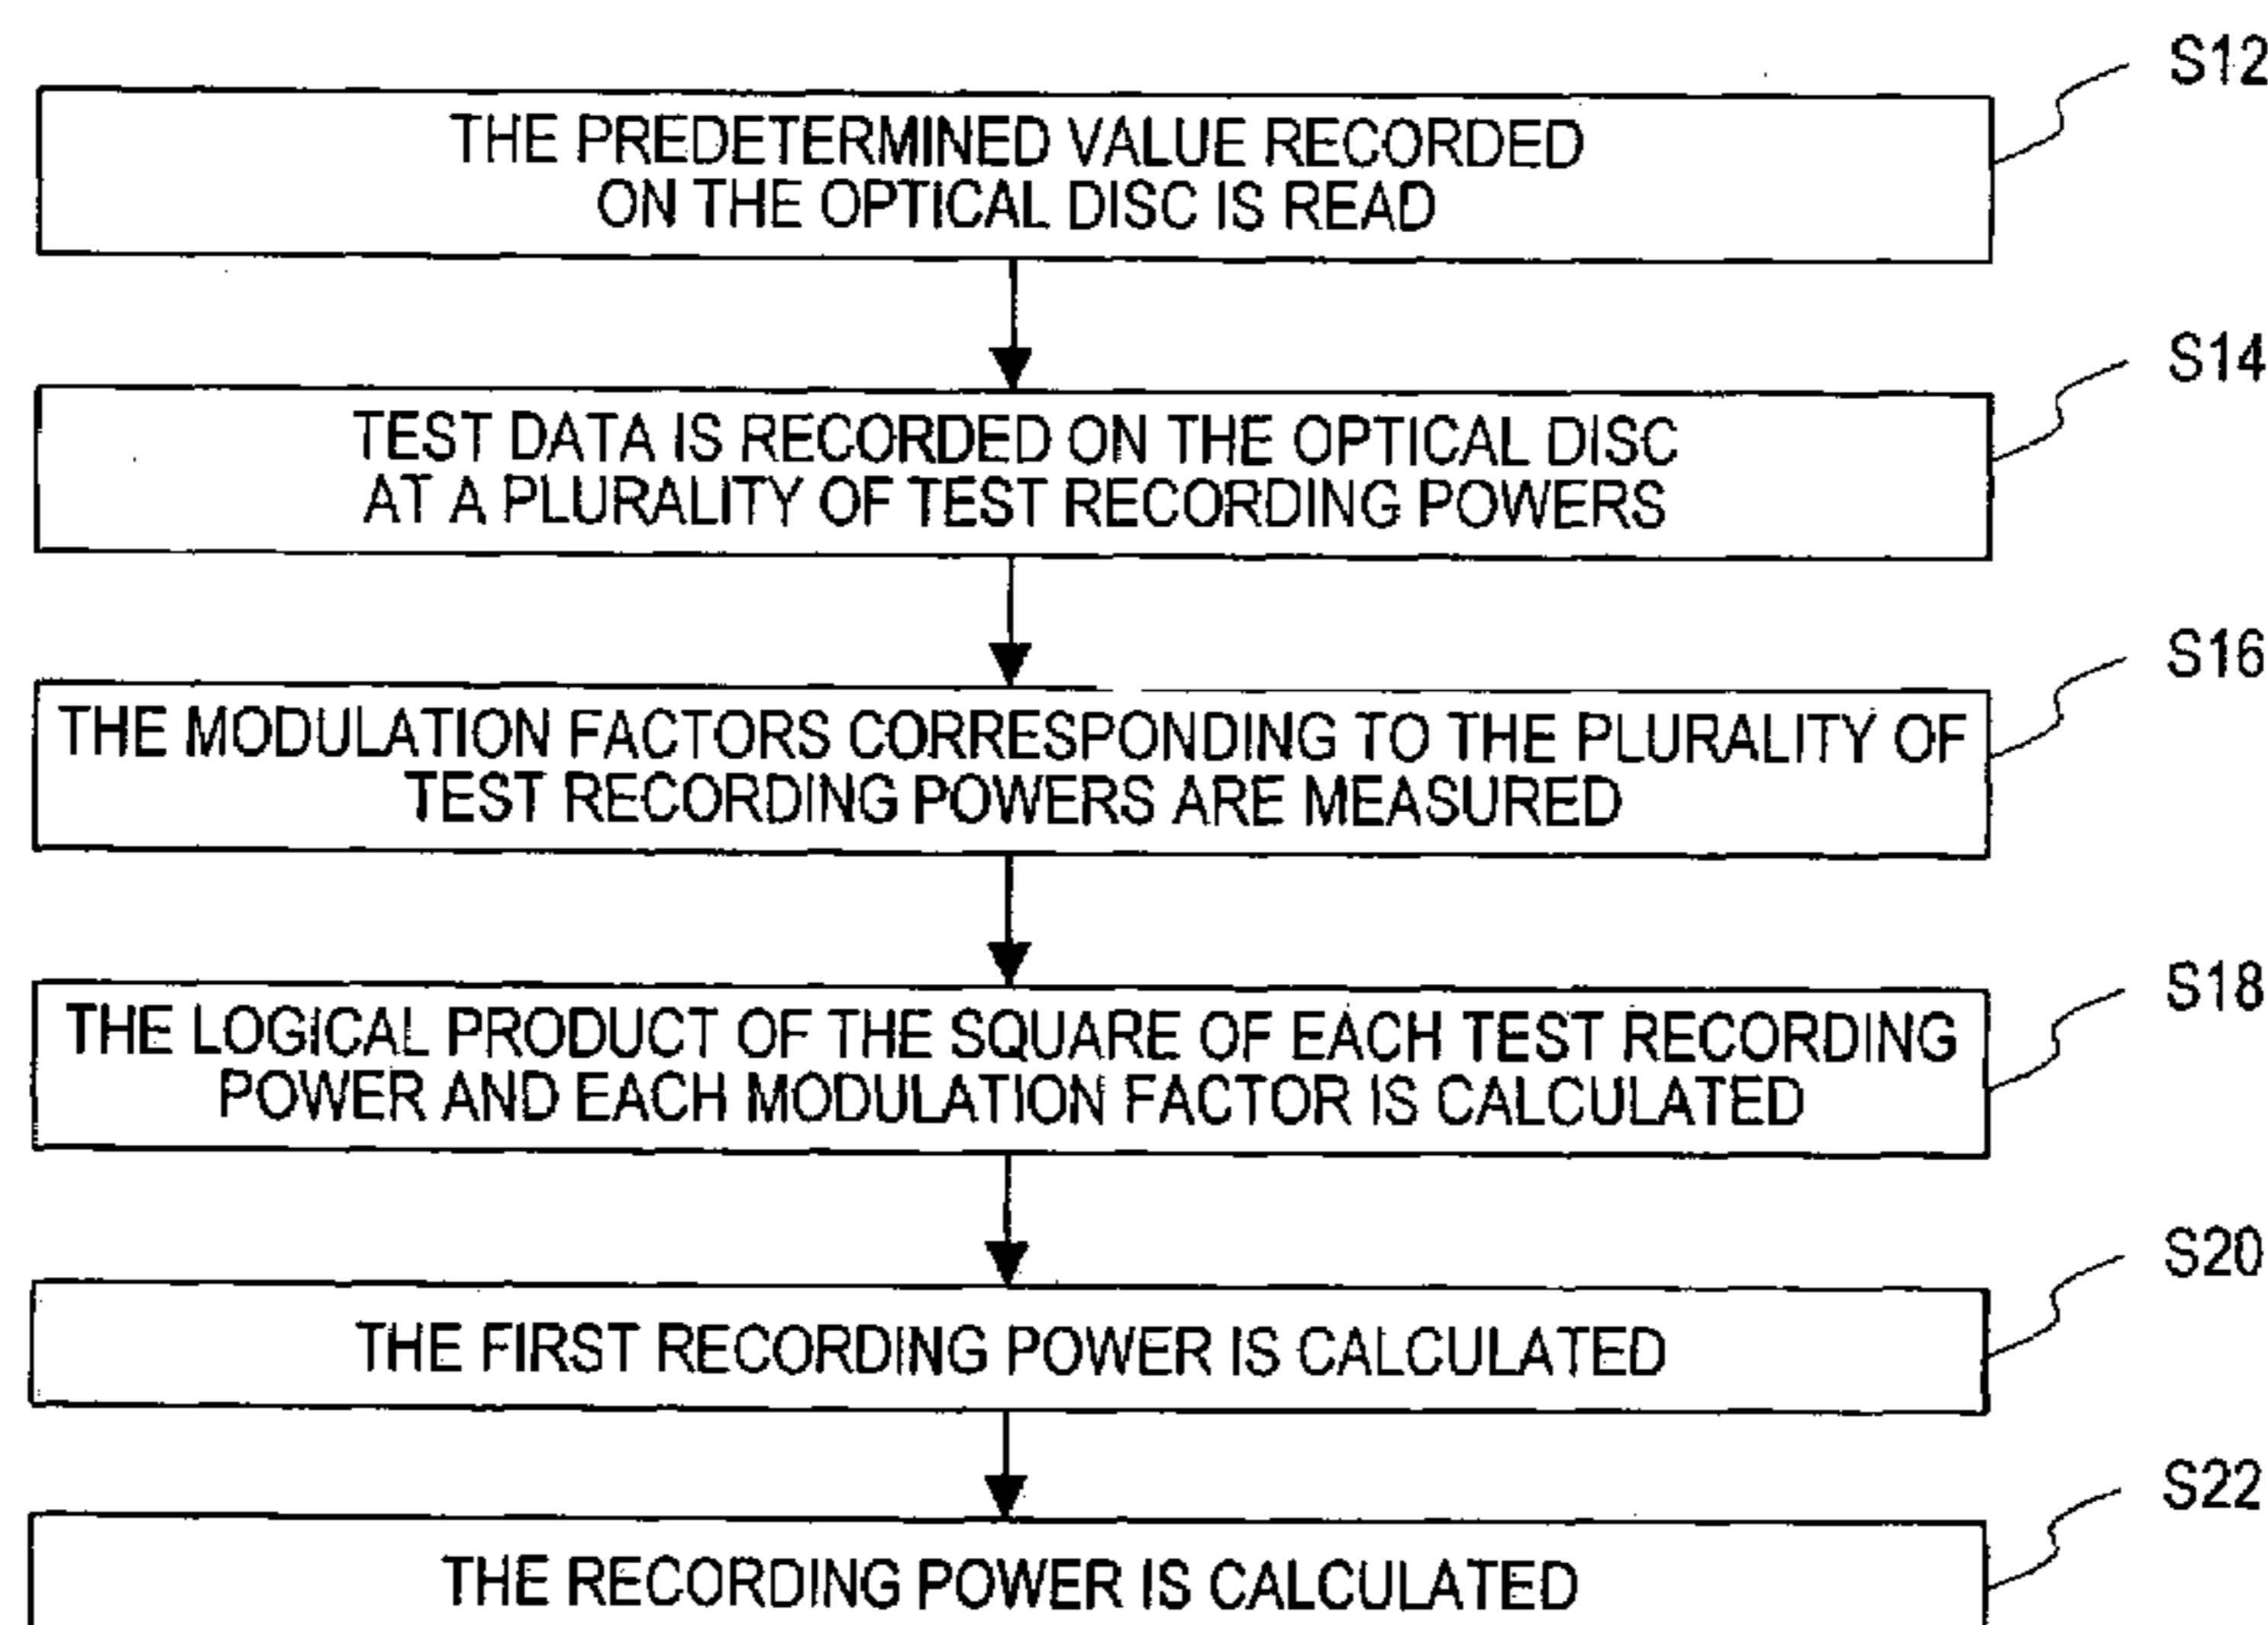 S12
THE PREDETERMINED VALUE RECORDED
ON THE OPTICAL DISC IS READ
S14
TEST DATA IS RECORDED ON THE OPTICAL DISC
AT A PLURALITY OF TEST RECORDING POWERS
S16
THE MODULATION FACTORS CORRESPONDING TO THE PLURALITY OF
TEST RECORDING POWERS ARE MEASURED
S18
THE LOGICAL PRODUCT OF THE SQUARE OF EACH TEST RECORDING
POWER AND EACH MODULATION FACTOR IS CALCULATED
S20
THE FIRST RECORDING POWER IS CALCULATED
S22
THE RECORDING POWER IS CALCULATED